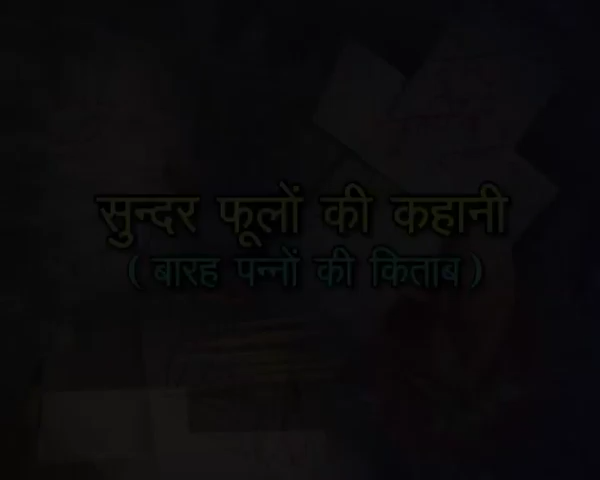 सुन्दर फूलों की कहानी
( बारह पन्नों की किताब )